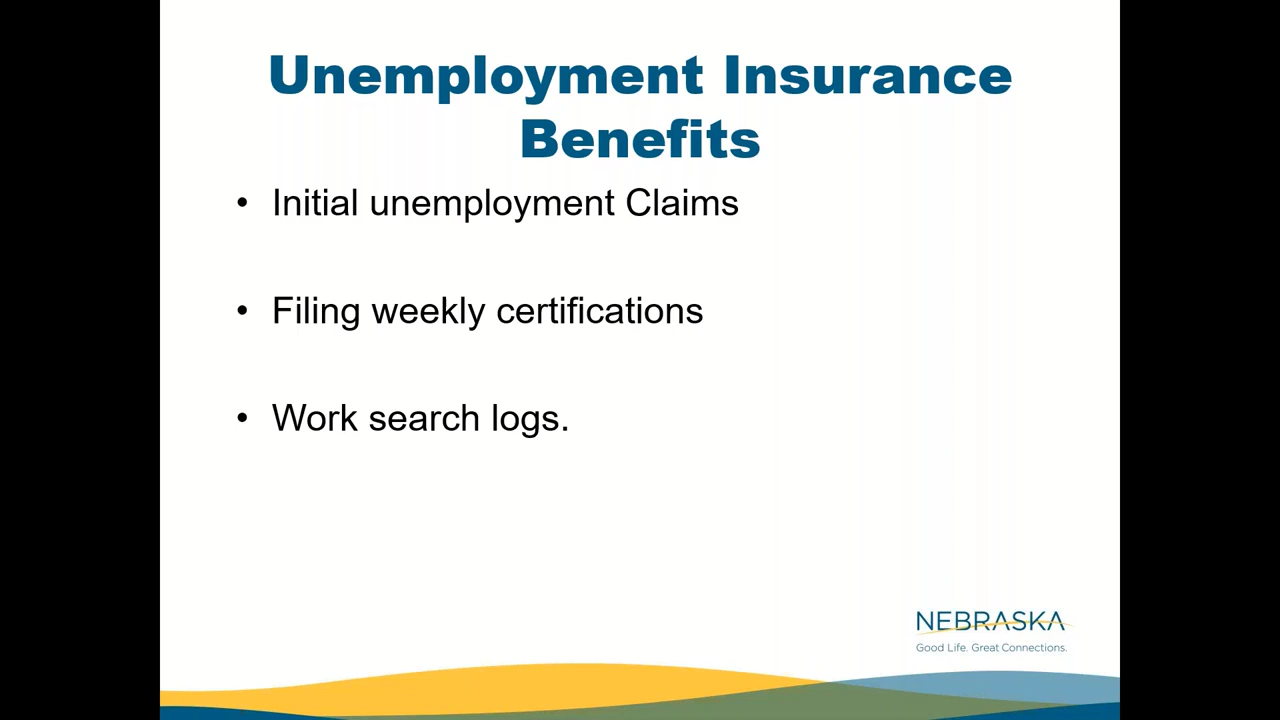 Unemployment Insurance
Benefits
• Initial unemployment Claims
• Filing weekly certifications
• Work search logs.
NEBRASKA
Good Life. Great Connections.